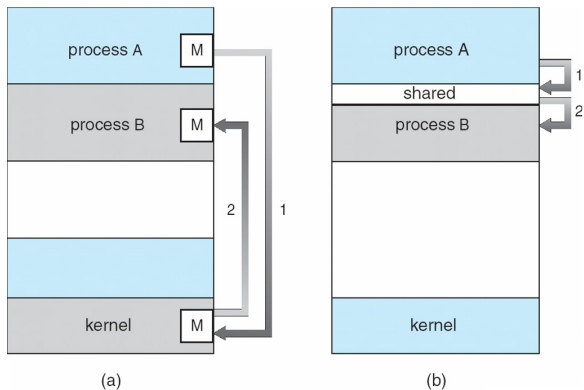 process A
M
process B
M
2
1
kernel
M
(a)
process A
1
shared
2
process B
kernel
(b)